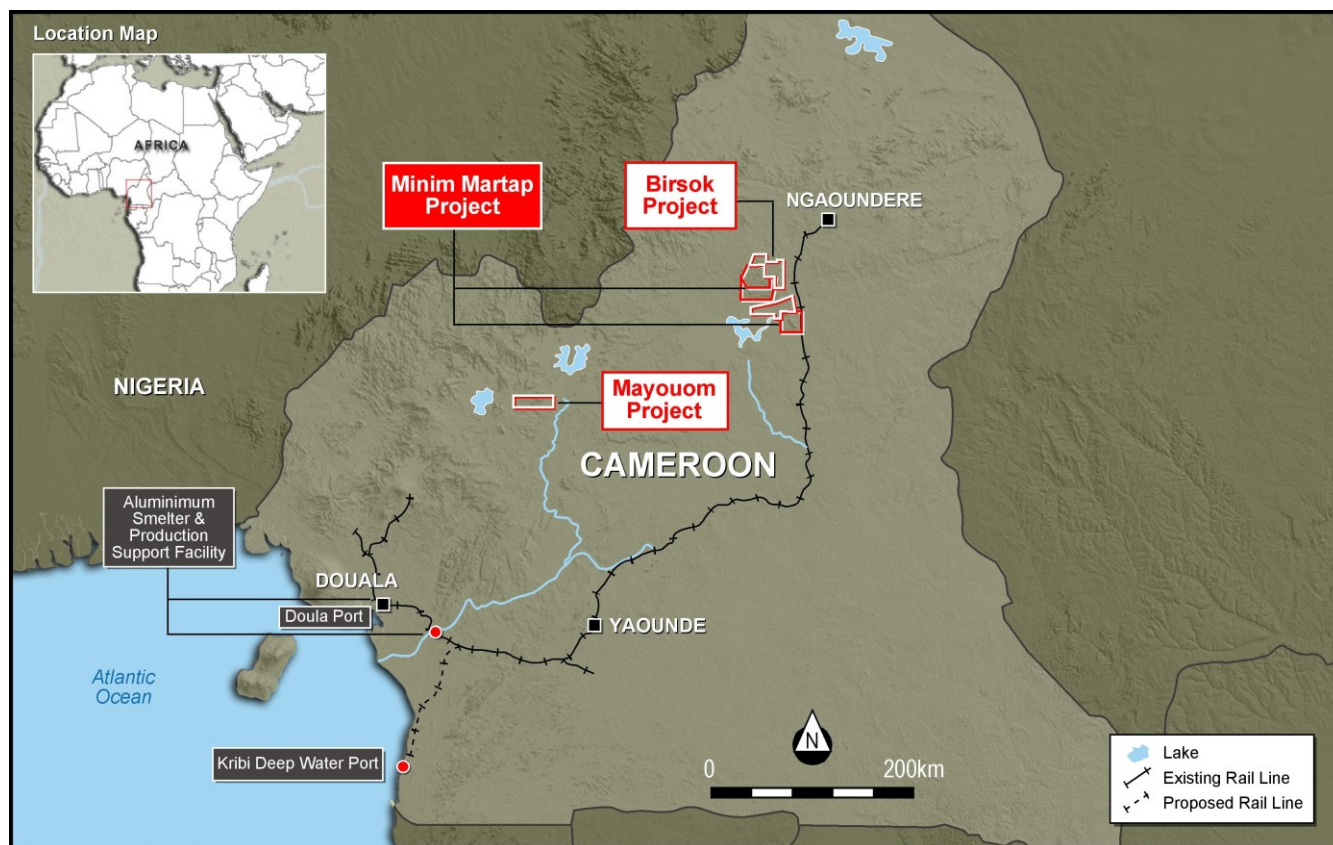 Location Map
AFRICA
Minim Martap
Project
Birsok
Project
NGAOUNDERE
NIGERIA
Mayouom
Project
CAMEROON
Aluminimum
Smelter &
Production
Support Facility
DOUALA
Doula Port
YAOUNDE
Atlantic
Ocean
Kribi Deep Water Port
N
0 200km
Lake
Existing Rail Line
Proposed Rail Line